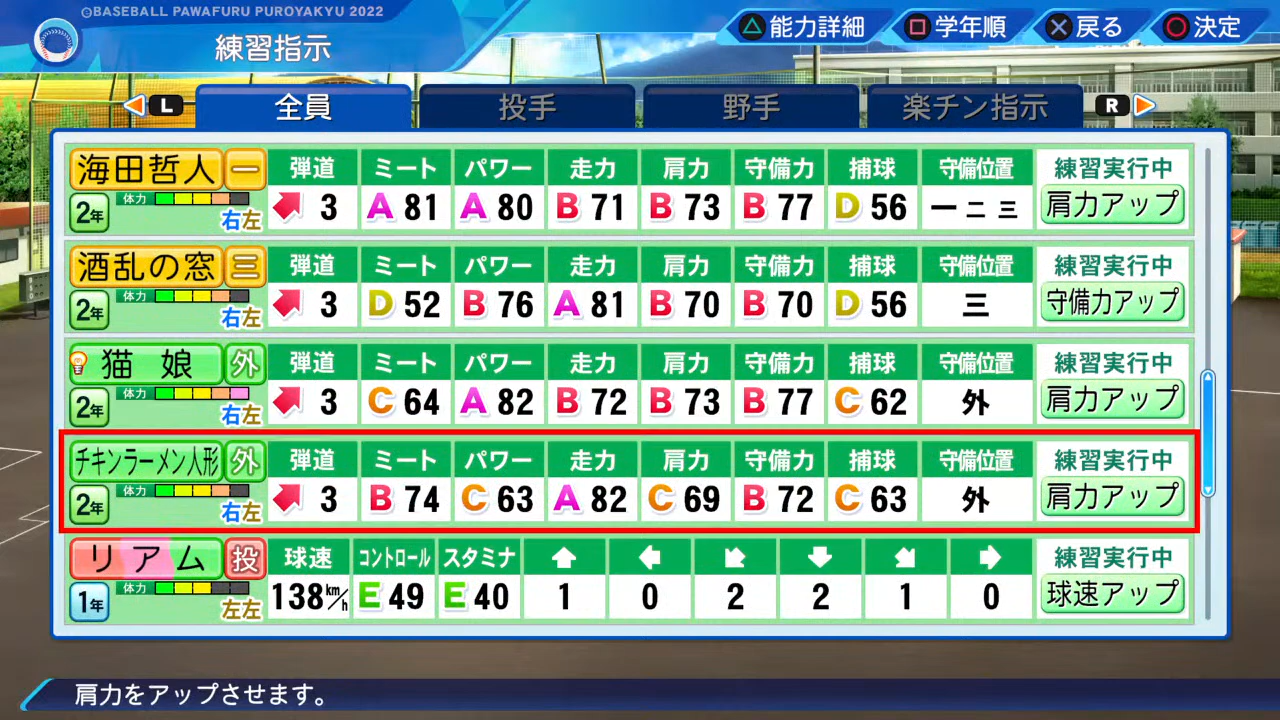 ©BASEBALL PAWAFURU PUROYAKYU 2022
練習指示
能力詳細 学年順 戻る 決定
L 全員 投手 野手 楽チン指示 R
海田哲人 一 弾道 ミート パワー 走力 肩力 守備力 捕球 守備位置 練習実行中
2年 体力 右左 3 A 81 A 80 B 71 B 73 B 77 D 56 一 二 三 肩力アップ
酒乱の窓 三 弾道 ミート パワー 走力 肩力 守備力 捕球 守備位置 練習実行中
2年 体力 右左 3 D 52 B 76 A 81 B 70 B 70 D 56 三 守備力アップ
猫 娘 外 弾道 ミート パワー 走力 肩力 守備力 捕球 守備位置 練習実行中
2年 体力 右左 3 C 64 A 82 B 72 B 73 B 77 C 62 外 肩力アップ
チキンラーメン人形 外 弾道 ミート パワー 走力 肩力 守備力 捕球 守備位置 練習実行中
2年 体力 右左 3 B 74 C 63 A 82 C 69 B 72 C 63 外 肩力アップ
リアム 投 球速 コントロール スタミナ 練習実行中
1年 体力 左左 138km/h E 49 E 40 1 0 2 2 1 0 球速アップ
肩力をアップさせます。